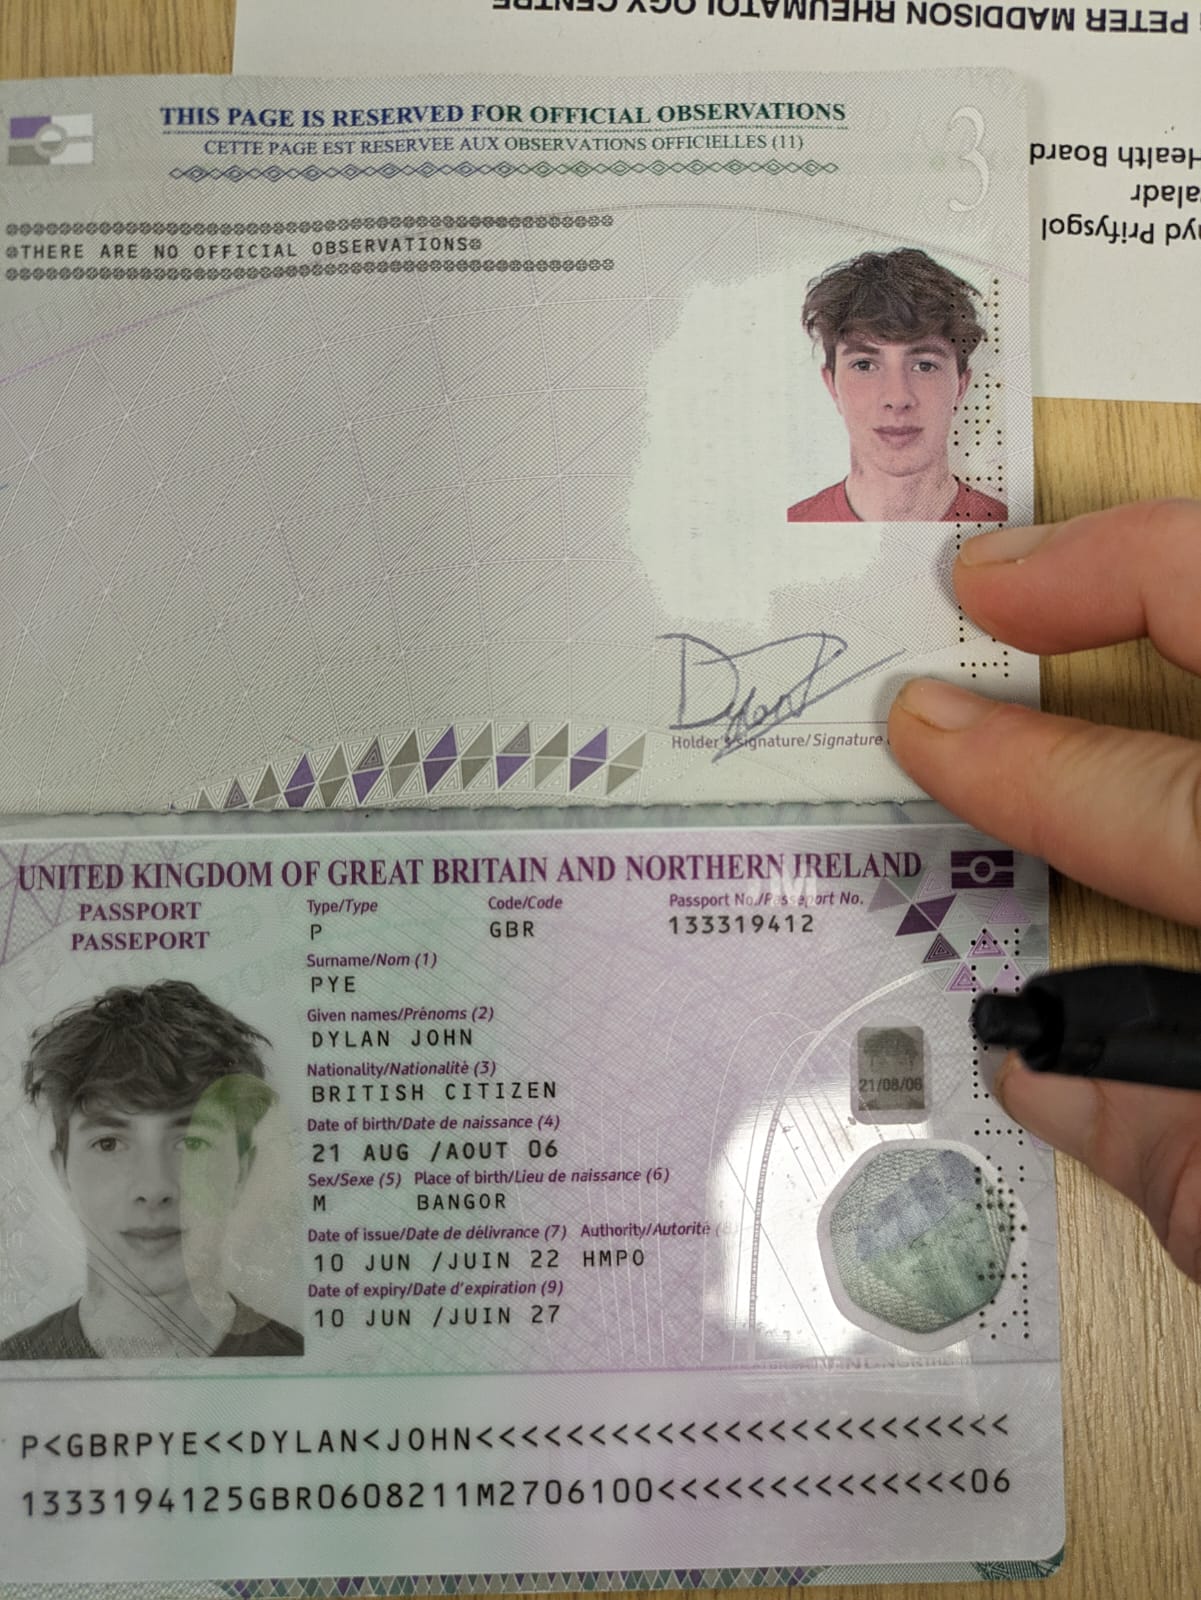 PETER MADDISON RHEUMATOLOGY CENTRE
Health Board
Prifysgol
THIS PAGE IS RESERVED FOR OFFICIAL OBSERVATIONS
CETTE PAGE EST RESERVEE AUX OBSERVATIONS OFFICIELLES (11)
3
THERE ARE NO OFFICIAL OBSERVATIONS
Dylan
Holder's signature/Signature
UNITED KINGDOM OF GREAT BRITAIN AND NORTHERN IRELAND
PASSPORT Type/Type Code/Code Passport No./Passeport No.
PASSEPORT P GBR 133319412
Surname/Nom (1)
PYE
Given names/Prénoms (2)
DYLAN JOHN
Nationality/Nationalité (3)
BRITISH CITIZEN
Date of birth/Date de naissance (4)
21 AUG /AOUT 06
Sex/Sexe (5) Place of birth/Lieu de naissance (6)
M BANGOR
Date of issue/Date de délivrance (7) Authority/Autorité
10 JUN /JUIN 22 HMPO
Date of expiry/Date d'expiration (9)
10 JUN /JUIN 27
21/08/06
P<GBRPYE<<DYLAN<JOHN<<<<<<<<<<<<<<<<<<<<<<<<
1333194125GBR0608211M2706100<<<<<<<<<<<<<<06